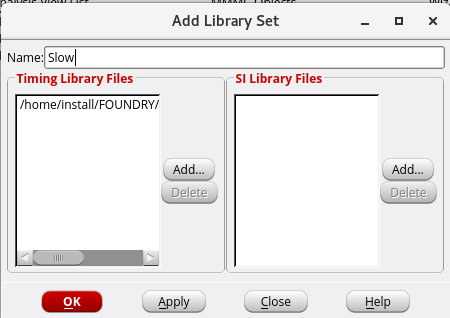 Add Library Set
Name: Slow
Timing Library Files
SI Library Files
/home/install/FOUNDRY/
Add...
Delete
Add...
Delete
OK
Apply
Close
Help